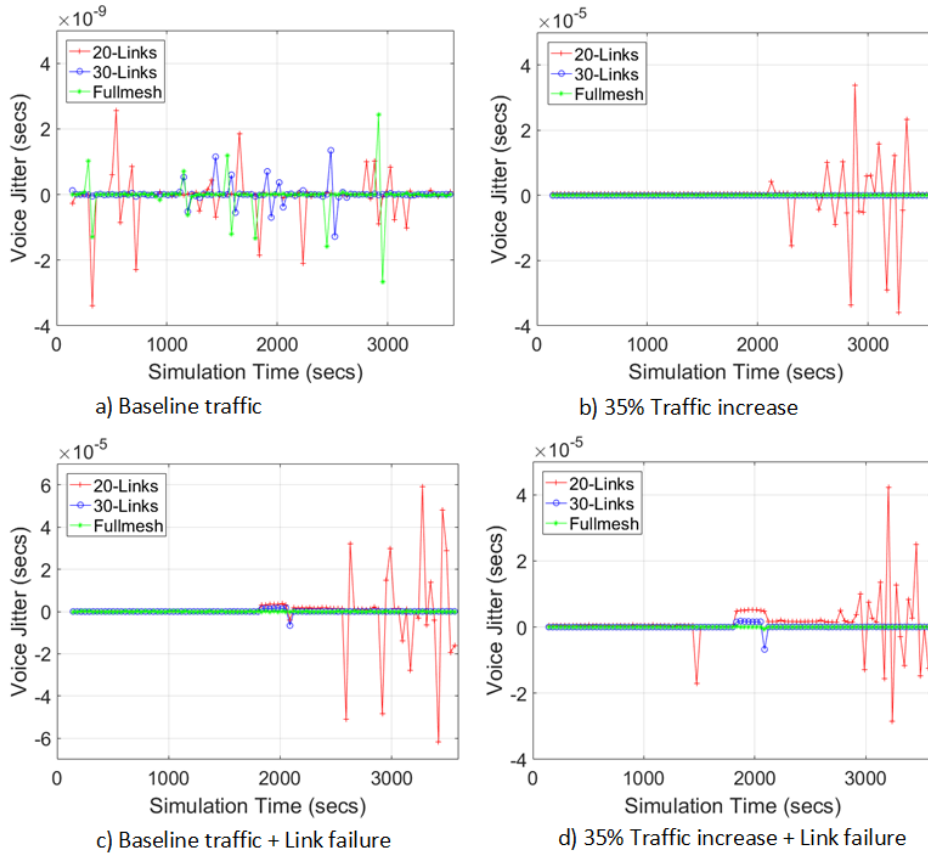 ×10⁻⁹
4
2
0
-2
-4
Voice Jitter (secs)
20-Links
30-Links
Fullmesh
0 1000 2000 3000
Simulation Time (secs)
a) Baseline traffic
×10⁻⁵
4
2
0
-2
-4
Voice Jitter (secs)
20-Links
30-Links
Fullmesh
0 1000 2000 3000
Simulation Time (secs)
b) 35% Traffic increase
×10⁻⁵
6
4
2
0
-2
-4
-6
Voice Jitter (secs)
20-Links
30-Links
Fullmesh
0 1000 2000 3000
Simulation Time (secs)
c) Baseline traffic + Link failure
×10⁻⁵
4
2
0
-2
-4
Voice Jitter (secs)
20-Links
30-Links
Fullmesh
0 1000 2000 3000
Simulation Time (secs)
d) 35% Traffic increase + Link failure